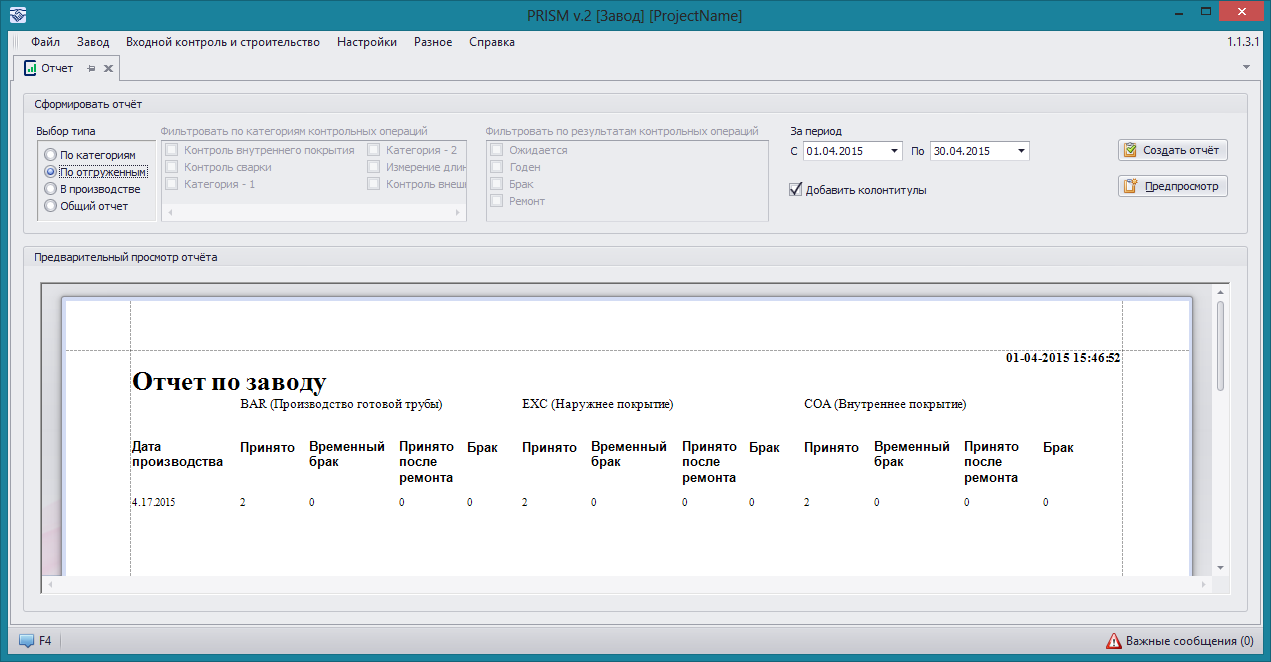 PRISM v.2 [Завод] [ProjectName]
Файл Завод Входной контроль и строительство Настройки Разное Справка 1.1.3.1
Отчет
Сформировать отчёт
Выбор типа
По категориям
По отгруженным
В производстве
Общий отчет
Фильтровать по категориям контрольных операций
Контроль внутреннего покрытия Категория - 2
Контроль сварки Измерение длин
Категория - 1 Контроль внеш
Фильтровать по результатам контрольных операций
Ожидается
Годен
Брак
Ремонт
За период
С 01.04.2015 По 30.04.2015
Добавить колонтитулы
Создать отчёт
Предпросмотр
Предварительный просмотр отчёта
01-04-2015 15:46:52
Отчет по заводу
BAR (Производство готовой трубы) EXC (Наружнее покрытие) COA (Внутреннее покрытие)
Дата Принято Временный Принято Брак Принято Временный Принято Брак Принято Временный Принято Брак
производства брак после брак после брак после
ремонта ремонта ремонта
4.17.2015 2 0 0 0 2 0 0 0 2 0 0 0
F4 Важные сообщения (0)